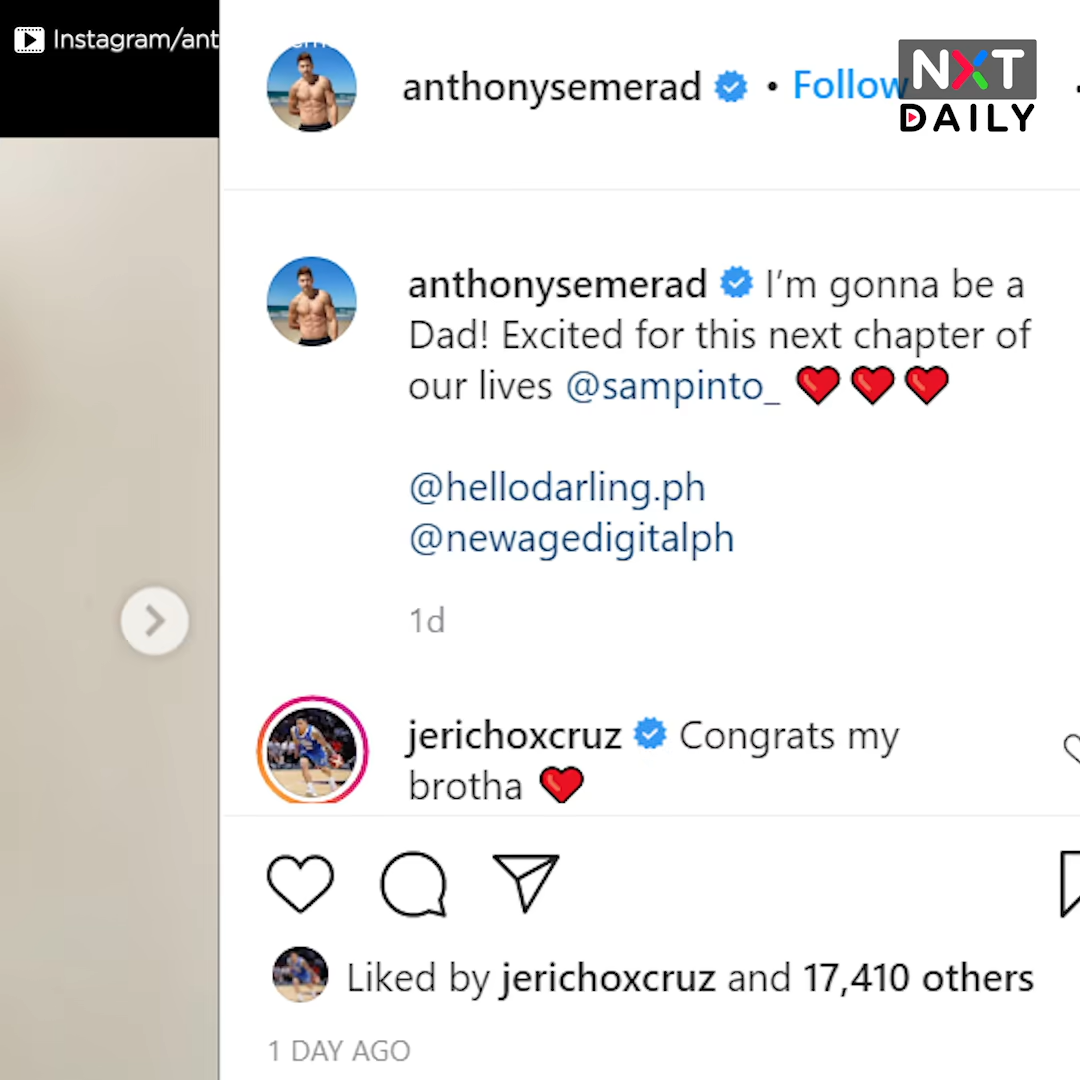 Instagram/ant
anthonysemerad • Follow
NXT
DAILY
anthonysemerad I’m gonna be a
Dad! Excited for this next chapter of
our lives @sampinto_ ❤️❤️❤️
@hellodarling.ph
@newagedigitalph
1d
jerichoxcruz Congrats my
brotha ❤️
Liked by jerichoxcruz and 17,410 others
1 DAY AGO